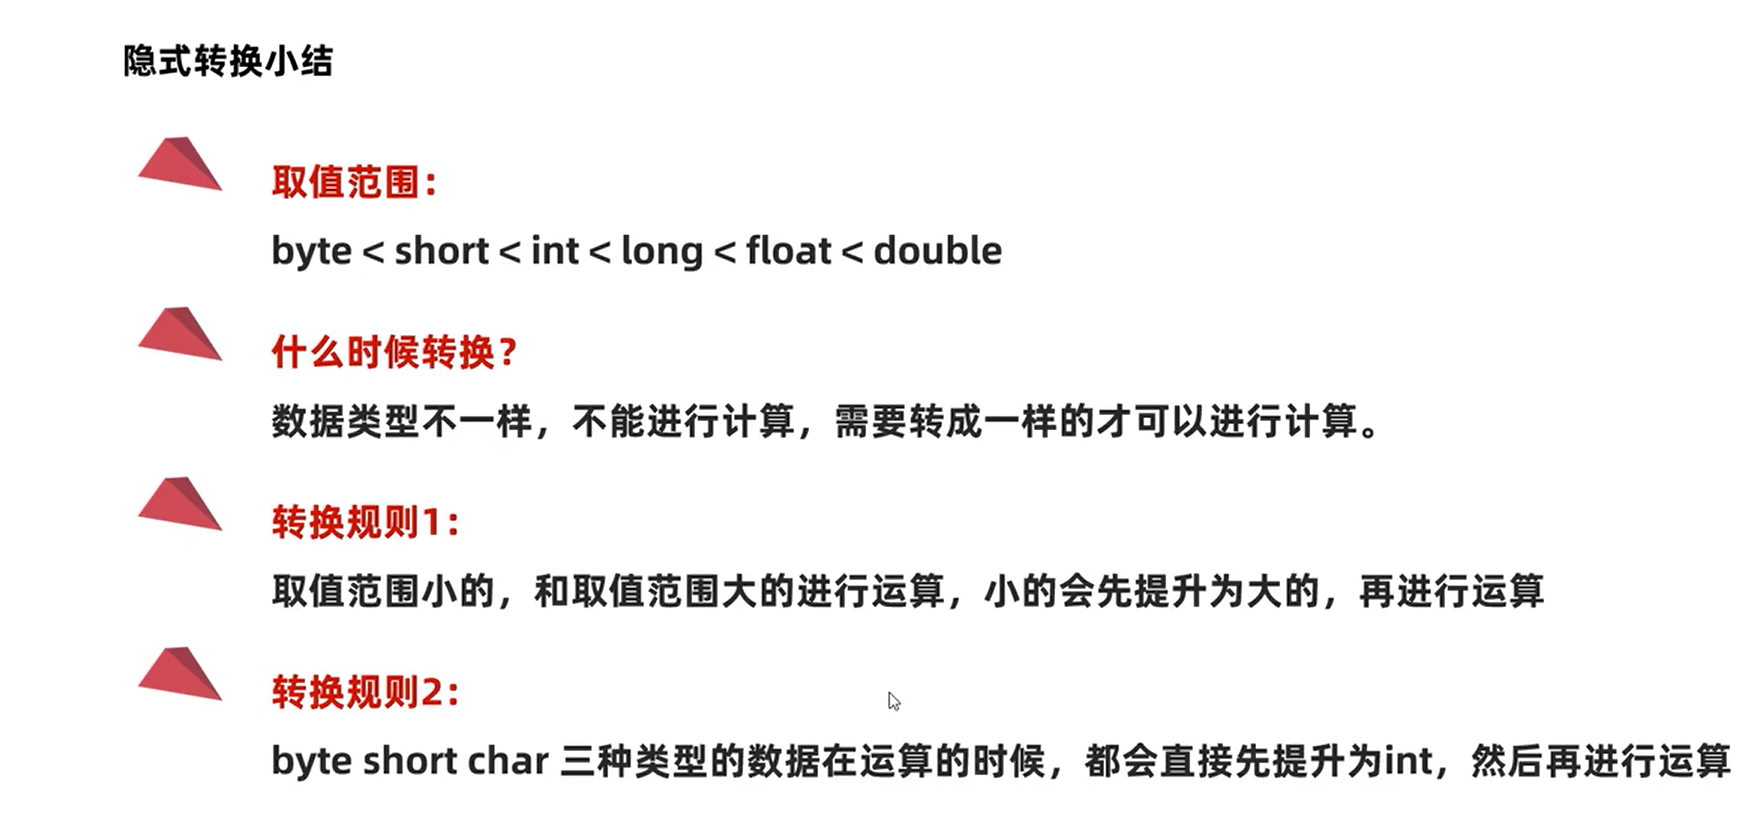 隐式转换小结
取值范围：
byte < short < int < long < float < double
什么时候转换？
数据类型不一样，不能进行计算，需要转成一样的才可以进行计算。
转换规则1：
取值范围小的，和取值范围大的进行运算，小的会先提升为大的，再进行运算
转换规则2：
byte short char 三种类型的数据在运算的时候，都会直接先提升为int，然后再进行运算